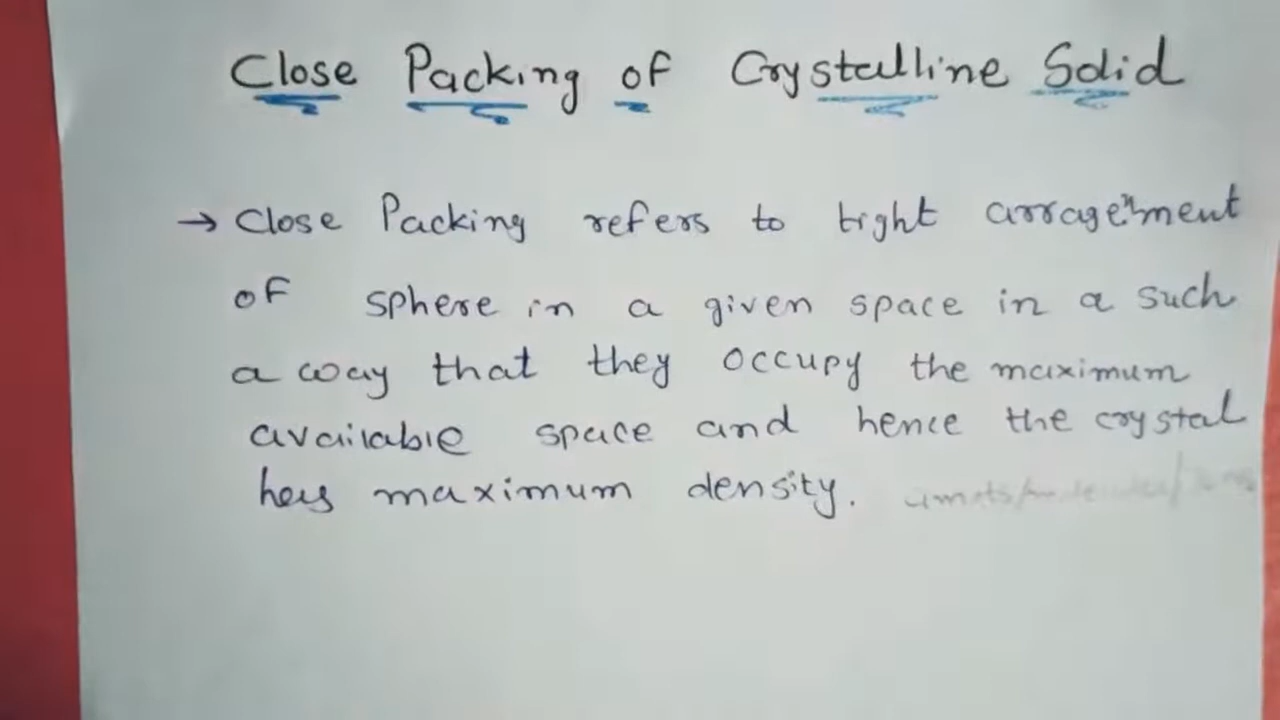 Close Packing of Crystalline Solid
→ Close Packing refers to tight arragement
of sphere in a given space in a such
a way that they occupy the maximum
available space and hence the crystal
has maximum density.